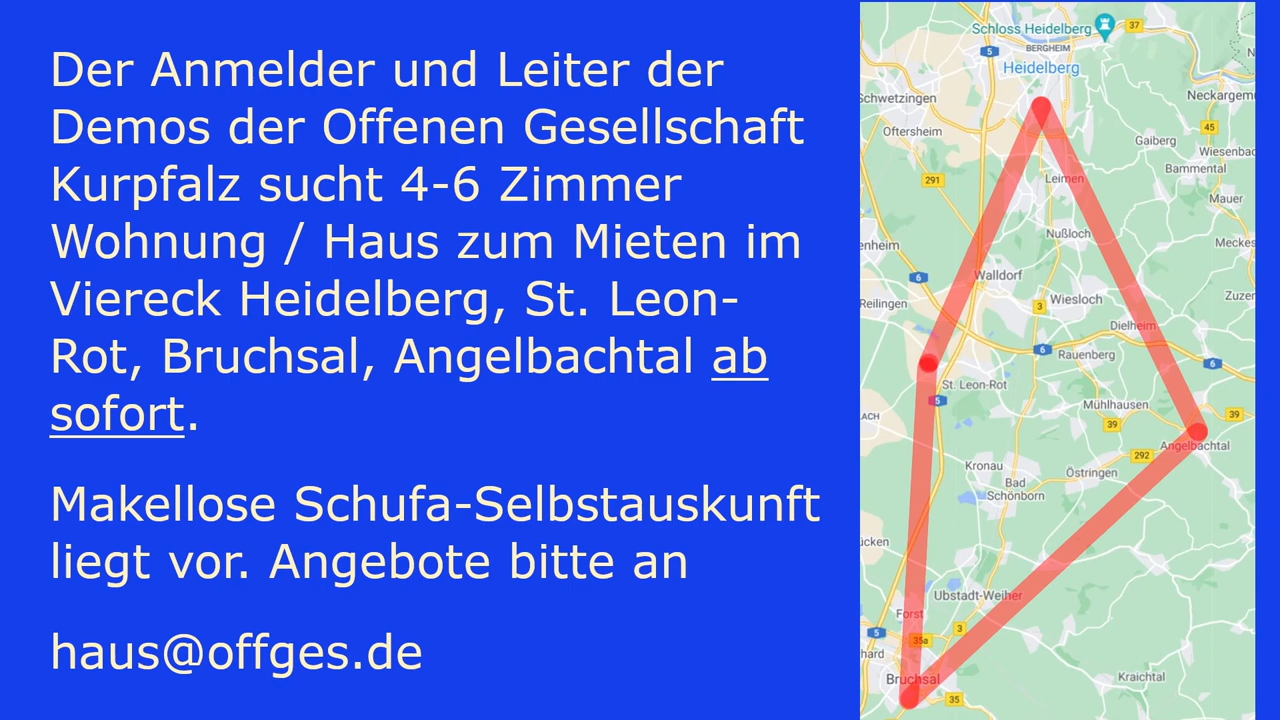 Der Anmelder und Leiter der
Demos der Offenen Gesellschaft
Kurpfalz sucht 4-6 Zimmer
Wohnung / Haus zum Mieten im
Viereck Heidelberg, St. Leon-
Rot, Bruchsal, Angelbachtal ab
sofort.
Makellose Schufa-Selbstauskunft
liegt vor. Angebote bitte an
haus@offges.de
Schloss Heidelberg
37
5
BERGHEIM
Heidelberg
Schwetzingen
Neckargem
Oftersheim
45
Gaiberg
Wiesenbac
Bammental
291
Leimen
Mauer
Nußloch
enheim
Meckes
6
Walldorf
Reilingen
3
Wiesloch
Zuzen
Dielheim
6
Rauenberg
6
St. Leon-Rot
5
Mühlhausen
39
39
Angelbachtal
292
Kronau
Östringen
Bad
Schönborn
ücken
Ubstadt-Weiher
Forst
5
35a
3
hard
Bruchsal
Kraichtal
35